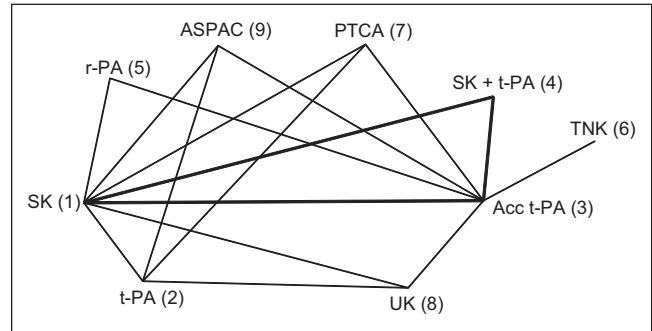 ASPAC (9)
PTCA (7)
r-PA (5)
SK + t-PA (4)
TNK (6)
SK (1)
Acc t-PA (3)
t-PA (2)
UK (8)